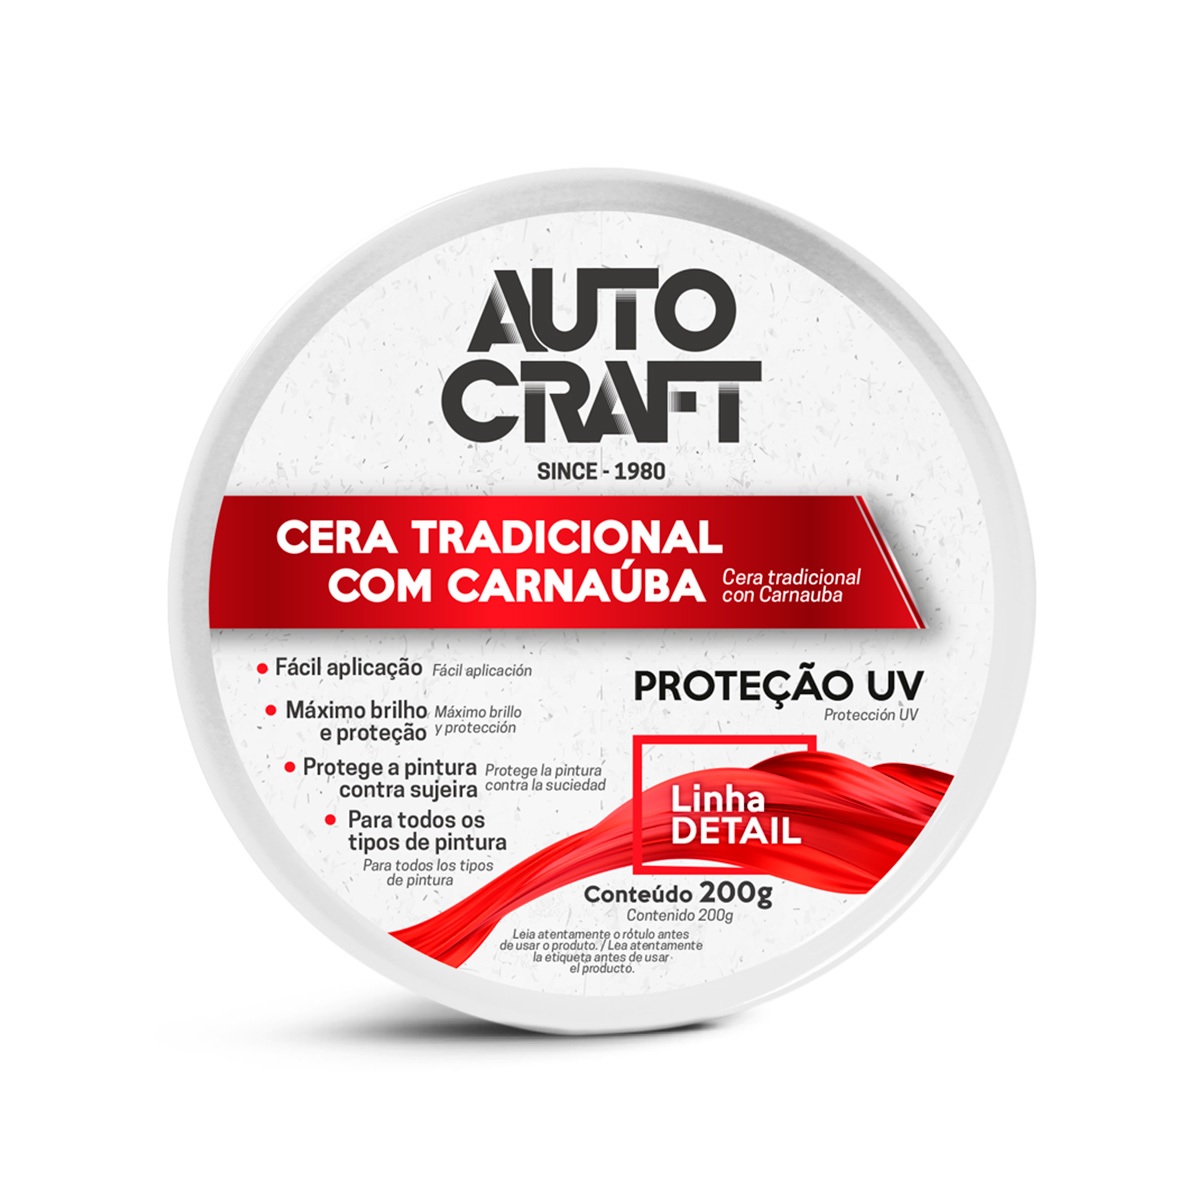 AUTO
CRAFT
SINCE - 1980
CERA TRADICIONAL
COM CARNAÚBA
Cera tradicional
con Carnauba
Fácil aplicação Fácil aplicación
Máximo brilho
e proteção
Máximo brillo
y protección
Protege a pintura
contra sujeira
Protege la pintura
contra la suciedad
Para todos os
tipos de pintura
Para todos los tipos
de pintura
PROTEÇÃO UV
Protección UV
Linha
DETAIL
Conteúdo 200g
Contenido 200g
Leia atentamente o rótulo antes
de usar o produto. / Lea atentamente
la etiqueta antes de usar
el producto.